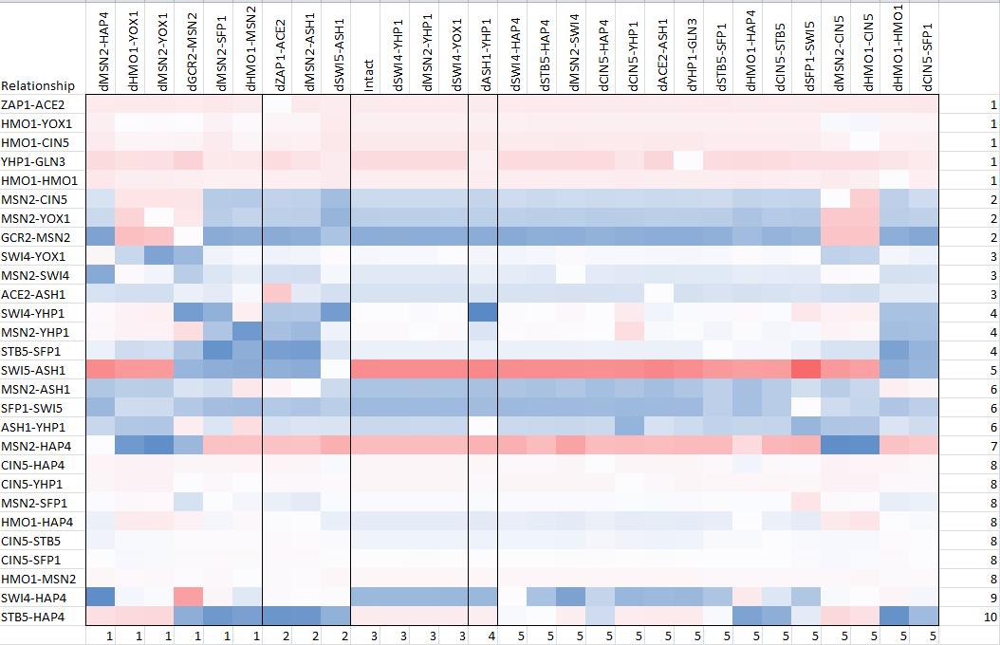 Relationship dMSN2-HAP4 dHMO1-YOX1 dMSN2-YOX1 dGCR2-MSN2 dMSN2-SFP1 dHMO1-MSN2 dZAP1-ACE2 dMSN2-ASH1 dSWI5-ASH1 Intact dSWI4-YHP1 dMSN2-YHP1 dSWI4-YOX1 dASH1-YHP1 dSWI4-HAP4 dSTB5-HAP4 dMSN2-SWI4 dCIN5-HAP4 dCIN5-YHP1 dACE2-ASH1 dYHP1-GLN3 dSTB5-SFP1 dHMO1-HAP4 dCIN5-STB5 dSFP1-SWI5 dMSN2-CIN5 dHMO1-CIN5 dHMO1-HMO1 dCIN5-SFP1
ZAP1-ACE2 1
HMO1-YOX1 1
HMO1-CIN5 1
YHP1-GLN3 1
HMO1-HMO1 1
MSN2-CIN5 2
MSN2-YOX1 2
GCR2-MSN2 2
SWI4-YOX1 3
MSN2-SWI4 3
ACE2-ASH1 3
SWI4-YHP1 4
MSN2-YHP1 4
STB5-SFP1 4
SWI5-ASH1 5
MSN2-ASH1 6
SFP1-SWI5 6
ASH1-YHP1 6
MSN2-HAP4 7
CIN5-HAP4 8
CIN5-YHP1 8
MSN2-SFP1 8
HMO1-HAP4 8
CIN5-STB5 8
CIN5-SFP1 8
HMO1-MSN2 8
SWI4-HAP4 9
STB5-HAP4 10
1 1 1 1 1 1 2 2 2 3 3 3 3 4 5 5 5 5 5 5 5 5 5 5 5 5 5 5 5